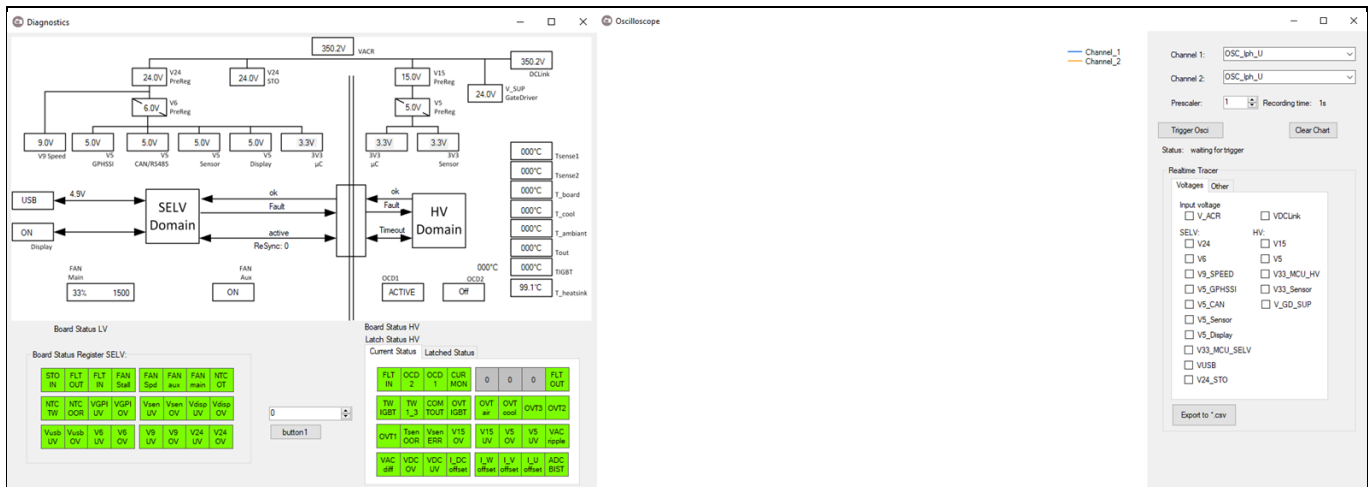 Diagnostics
350.2V VACR
24.0V V24 PreReg
24.0V V24 STO
15.0V V15 PreReg
350.2V DCLink
24.0V V_SUP GateDriver
6.0V V6 PreReg
5.0V V5 PreReg
9.0V 5.0V 5.0V 5.0V 5.0V 3.3V 3.3V 3.3V
V9 Speed V5 GPHSSI V5 CAN/RS485 V5 Sensor V5 Display 3V3 µC 3V3 µC 3V3 Sensor
000°C Tsense1
000°C Tsense2
000°C T_board
000°C T_cool
000°C T_ambiant
000°C Tout
000°C 000°C TIGBT
99.1°C T_heatsink
USB 4.9V
ON
Display
SELV Domain
ok
Fault
active
ReSync: 0
ok
Fault
Timeout
HV Domain
FAN Main
33% 1500
FAN Aux
ON
OCD1
ACTIVE
OCD2
Off
Board Status LV
Board Status Register SELV:
STO IN FLT OUT FLT IN FAN Stall FAN Spd FAN aux FAN main NTC OT
NTC TW NTC OOR VGPI UV VGPI OV Vsen UV Vsen OV Vdisp UV Vdisp OV
Vusb UV Vusb OV V6 UV V6 OV V9 UV V9 OV V24 UV V24 OV
0
button1
Board Status HV
Latch Status HV
Current Status Latched Status
FLT IN OCD 2 OCD 1 CUR MON 0 0 0 FLT OUT
TW IGBT TW 1_3 COM TOUT OVT IGBT OVT air OVT cool OVT3 OVT2
OVT1 Tsen OOR Vsen ERR V15 OV V15 UV V5 OV V5 UV VAC ripple
VAC diff VDC OV VDC UV I_DC offset I_W offset I_V offset I_U offset ADC BIST
Oscilloscope
Channel_1
Channel_2
Channel 1: OSC_Iph_U
Channel 2: OSC_Iph_U
Prescaler: 1 Recording time: 1s
Trigger Osci Clear Chart
Status: waiting for trigger
Realtime Tracer
Voltages Other
Input voltage
V_ACR VDCLink
SELV: HV:
V24 V15
V6 V5
V9_SPEED V33_MCU_HV
V5_GPHSSI V33_Sensor
V5_CAN V_GD_SUP
V5_Sensor
V5_Display
V33_MCU_SELV
VUSB
V24_STO
Export to *.csv